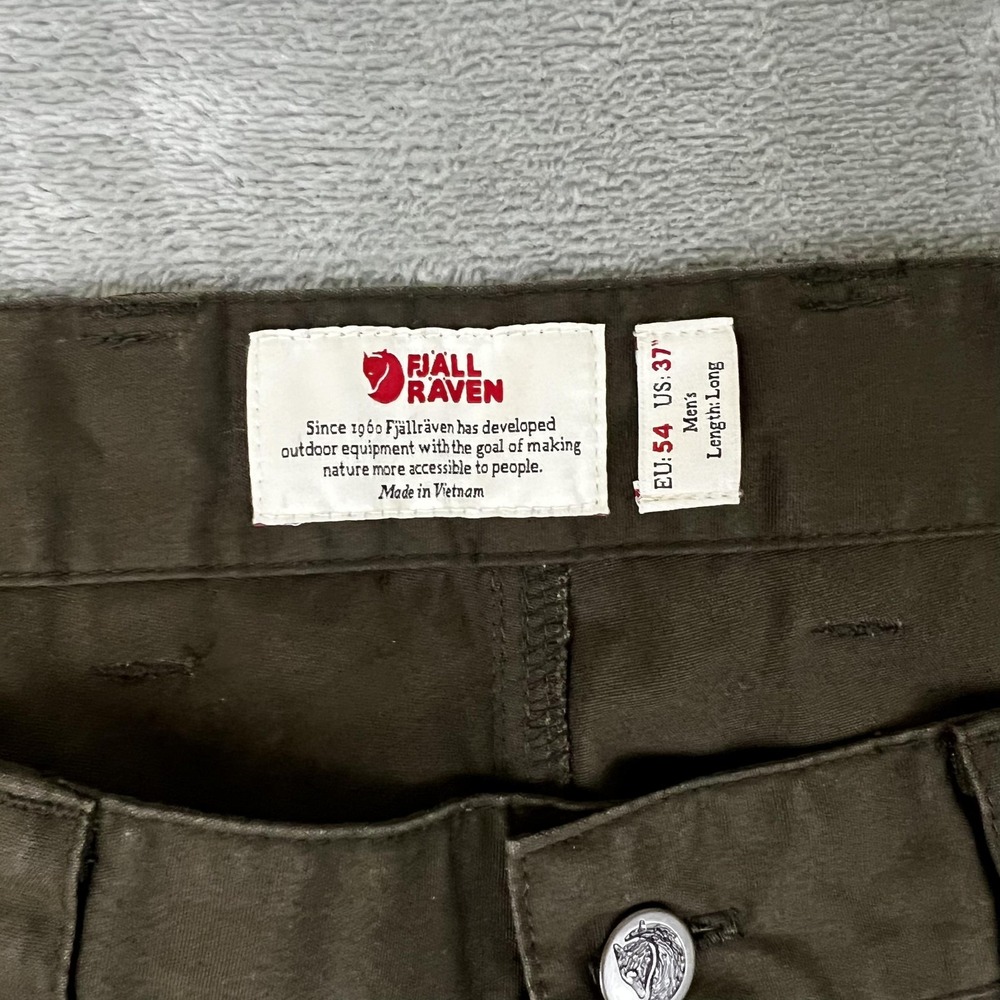 FJÄLL
RÄVEN
Since 1960 Fjällräven has developed
outdoor equipment with the goal of making
nature more accessible to people.
Made in Vietnam
EU: 54 US: 37"
Men's
Length: Long